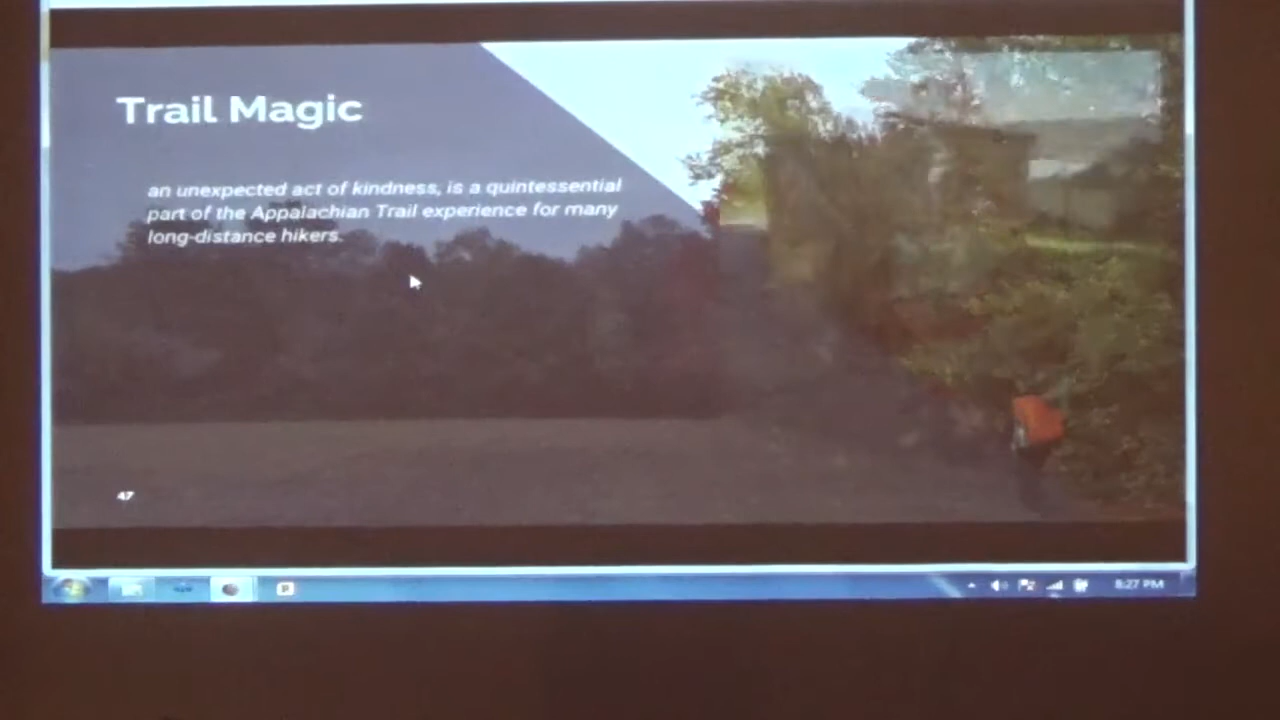 Trail Magic
an unexpected act of kindness, is a quintessential
part of the Appalachian Trail experience for many
long-distance hikers.
47
8:27 PM